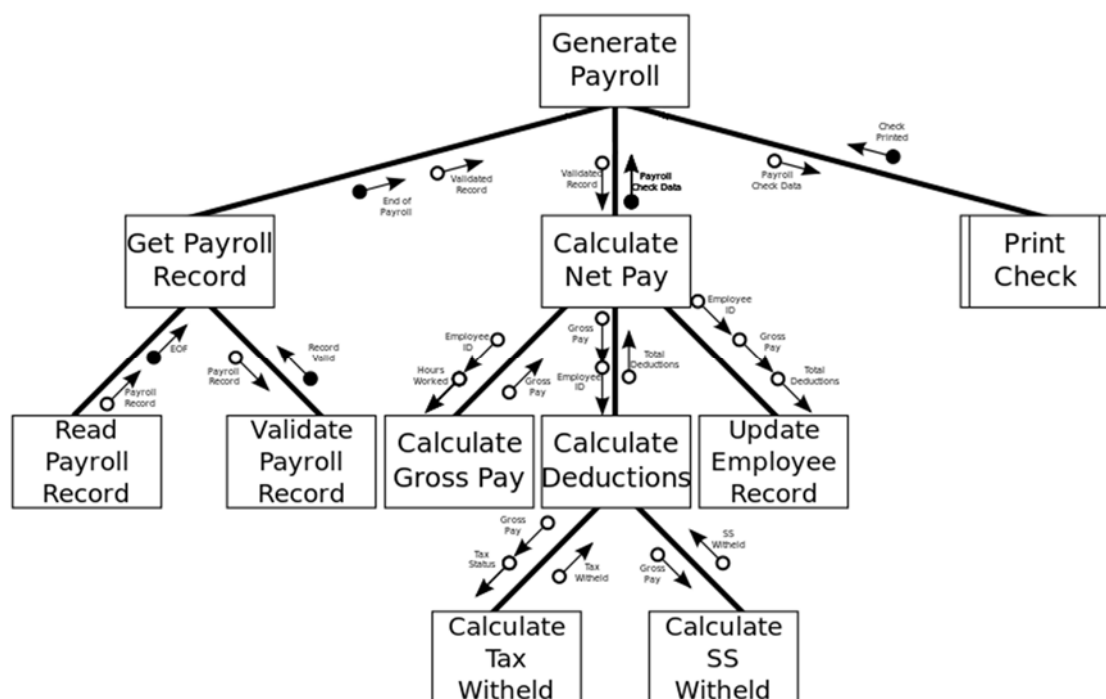 Generate
Payroll
Check
Printed
End of
Payroll
Validated
Record
Validated
Record
Payroll
Check Data
Payroll
Check Data
Get Payroll
Record
Calculate
Net Pay
Print
Check
EOF
Payroll
Record
Payroll
Record
Record
Valid
Employee
ID
Hours
Worked
Gross
Pay
Gross
Pay
Employee
ID
Total
Deductions
Employee
ID
Gross
Pay
Total
Deductions
Read
Payroll
Record
Validate
Payroll
Record
Calculate
Gross Pay
Calculate
Deductions
Update
Employee
Record
Gross
Pay
Tax
Status
Tax
Witheld
Gross
Pay
SS
Witheld
Calculate
Tax
Witheld
Calculate
SS
Witheld